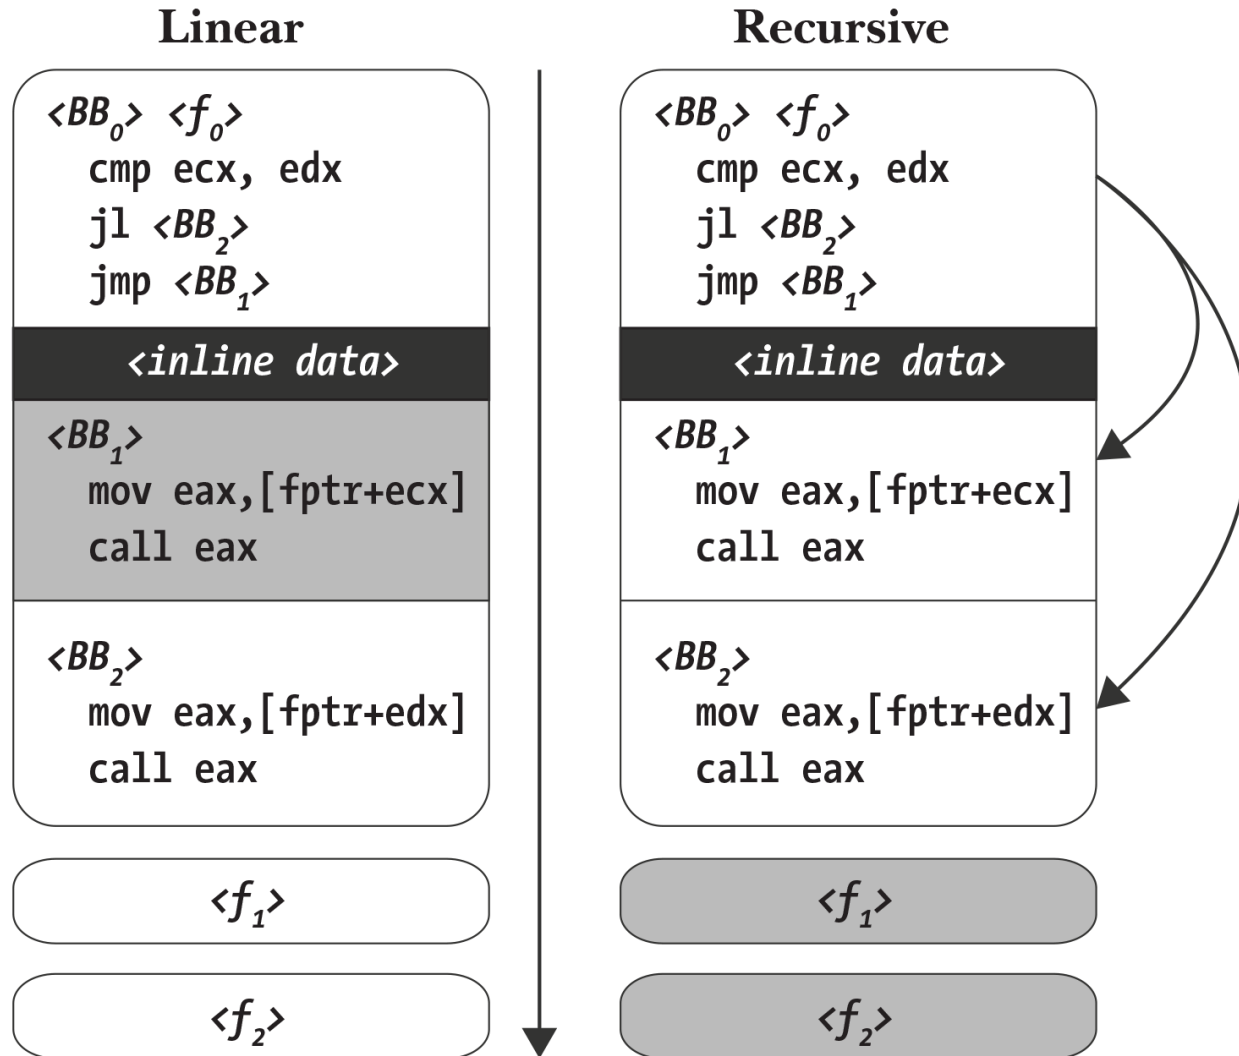 Linear
<BB0> <f0>
cmp ecx, edx
jl <BB2>
jmp <BB1>
<inline data>
<BB1>
mov eax,[fptr+ecx]
call eax
<BB2>
mov eax,[fptr+edx]
call eax
<f1>
<f2>
Recursive
<BB0> <f0>
cmp ecx, edx
jl <BB2>
jmp <BB1>
<inline data>
<BB1>
mov eax,[fptr+ecx]
call eax
<BB2>
mov eax,[fptr+edx]
call eax
<f1>
<f2>